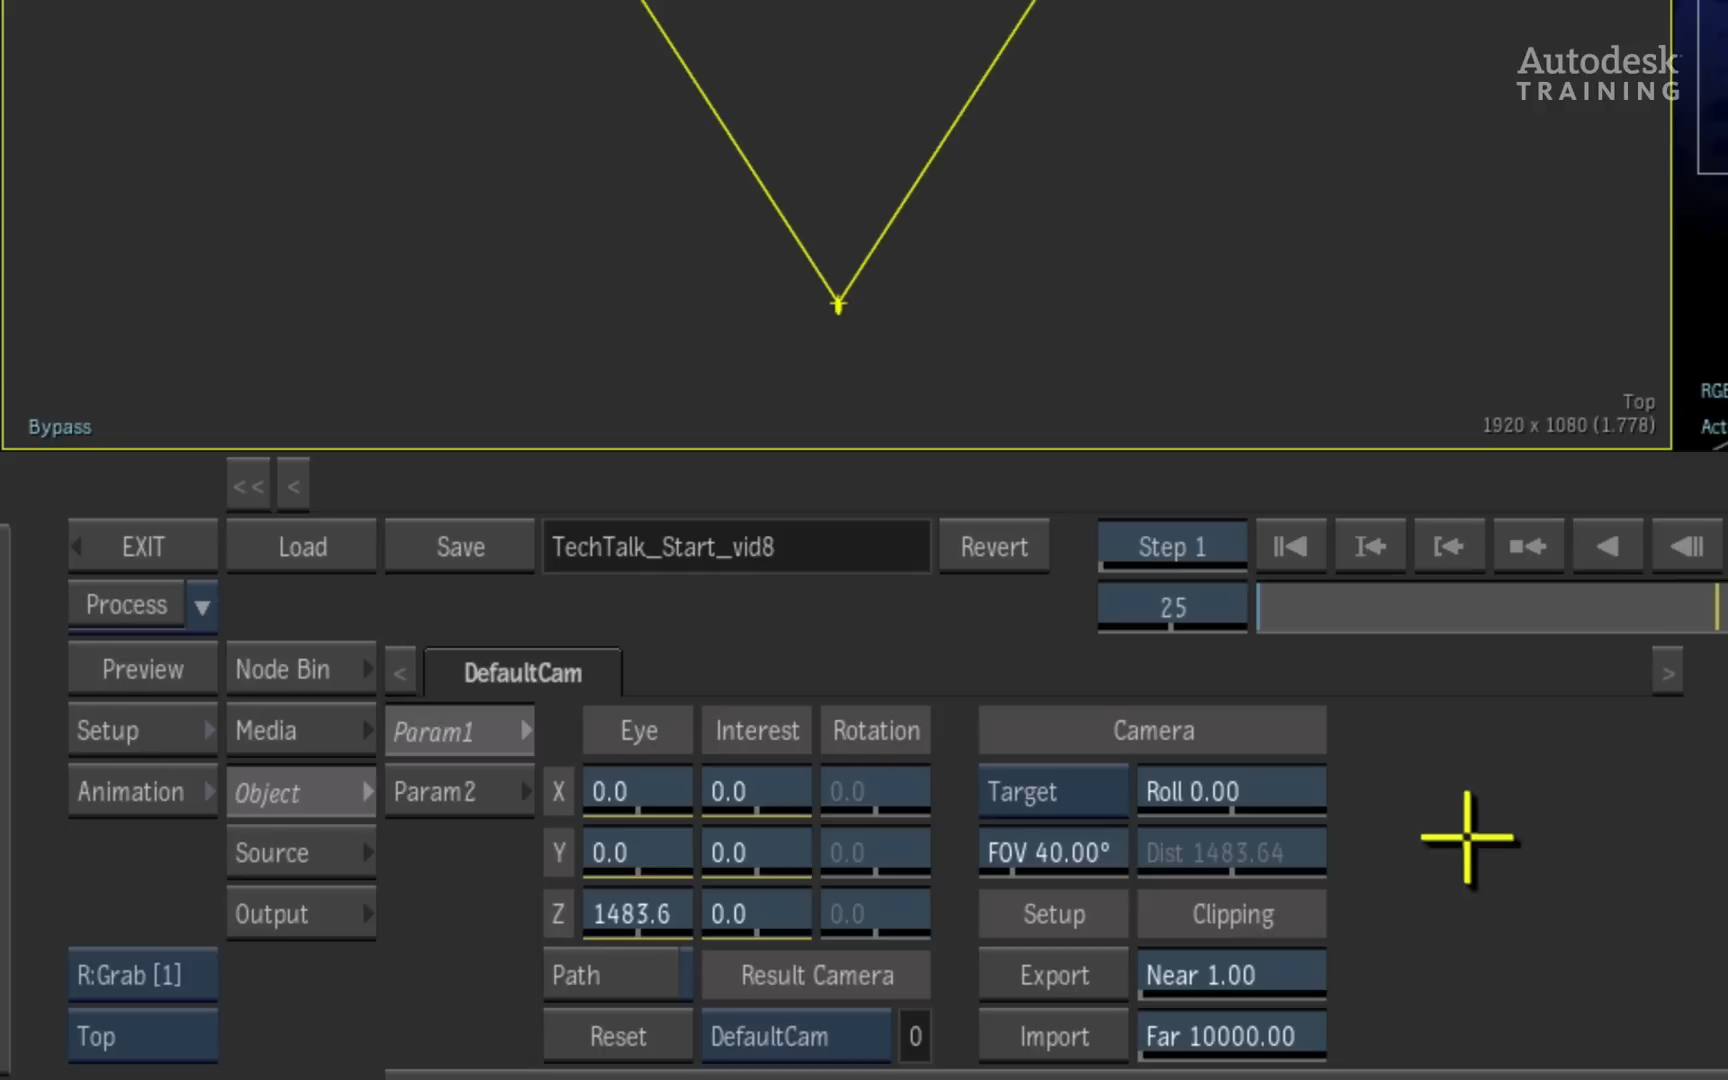 Autodesk
TRAINING
RGB
Act
Bypass
Top
1920 x 1080 (1.778)
<< <
EXIT Load Save TechTalk_Start_vid8 Revert Step 1
Process 25
Preview Node Bin < DefaultCam >
Setup Media Param1 Eye Interest Rotation Camera
Animation Object Param2 X 0.0 0.0 0.0 Target Roll 0.00
Source Y 0.0 0.0 0.0 FOV 40.00° Dist 1483.64
Output Z 1483.6 0.0 0.0 Setup Clipping
R:Grab [1] Path Result Camera Export Near 1.00
Top Reset DefaultCam 0 Import Far 10000.00